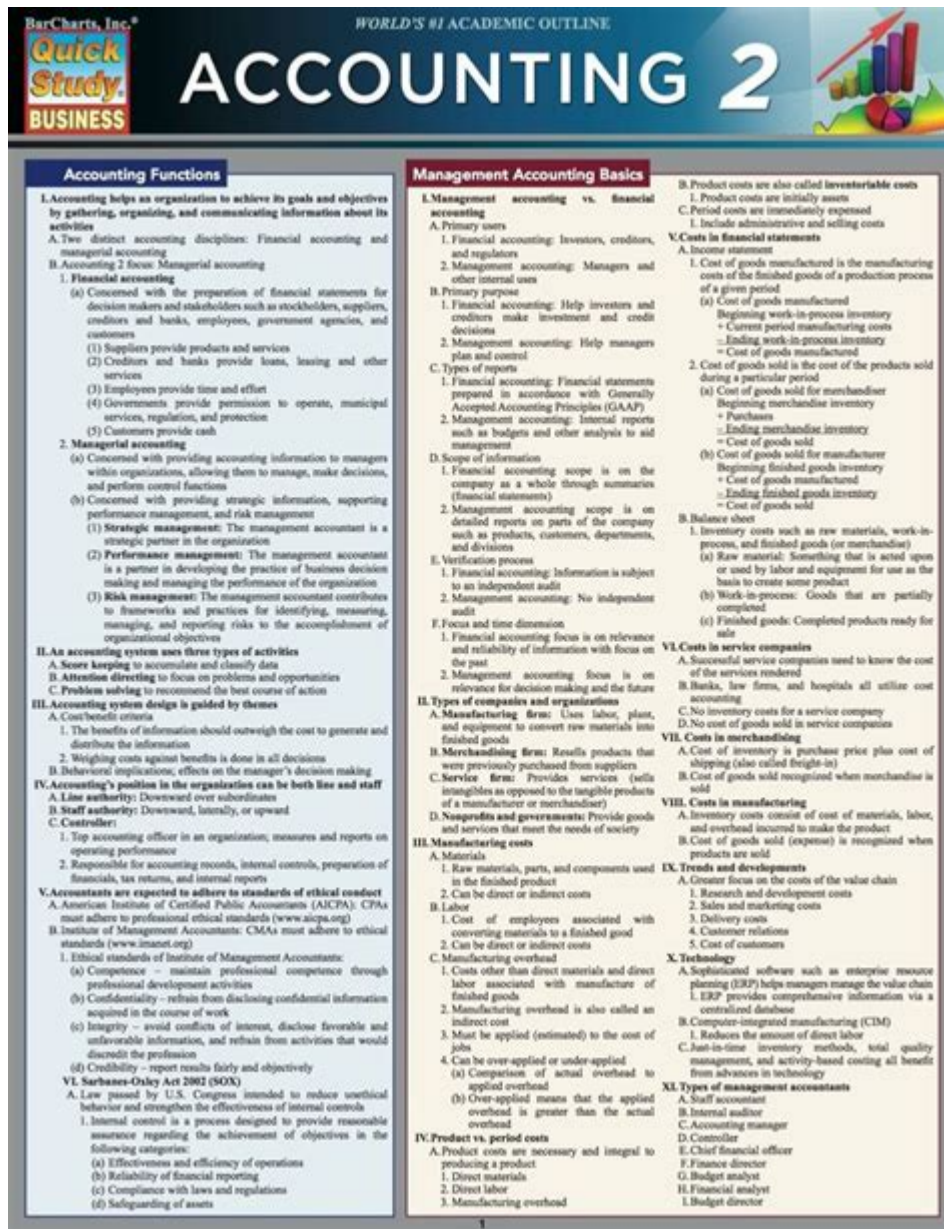 BarCharts, Inc.®
WORLD'S #1 ACADEMIC OUTLINE
Quick
Study.
BUSINESS
ACCOUNTING 2
Accounting Functions
I. Accounting helps an organization to achieve its goals and objectives
by gathering, organizing, and communicating information about its
activities
A. Two distinct accounting disciplines: Financial accounting and
managerial accounting
B. Accounting 2 focus: Managerial accounting
1. Financial accounting
(a) Concerned with the preparation of financial statements for
decision makers and stakeholders such as stockholders, suppliers,
creditors and banks, employees, government agencies, and
customers
(1) Suppliers provide products and services
(2) Creditors and banks provide loans, leasing and other
services
(3) Employees provide time and effort
(4) Governments provide permission to operate, municipal
services, regulation, and protection
(5) Customers provide cash
2. Managerial accounting
(a) Concerned with providing accounting information to managers
within organizations, allowing them to manage, make decisions,
and perform control functions
(b) Concerned with providing strategic information, supporting
performance management, and risk management
(1) Strategic management: The management accountant is a
strategic partner in the organization
(2) Performance management: The management accountant
is a partner in developing the practice of business decision
making and managing the performance of the organization
(3) Risk management: The management accountant contributes
to frameworks and practices for identifying, measuring,
managing, and reporting risks to the accomplishment of
organizational objectives
II. An accounting system uses three types of activities
A. Score keeping to accumulate and classify data
B. Attention directing to focus on problems and opportunities
C. Problem solving to recommend the best course of action
III. Accounting system design is guided by themes
A. Cost/benefit criteria
1. The benefits of information should outweigh the cost to generate and
distribute the information
2. Weighing costs against benefits is done in all decisions
B. Behavioral implications; effects on the manager's decision making
IV. Accounting's position in the organization can be both line and staff
A. Line authority: Downward over subordinates
B. Staff authority: Downward, laterally, or upward
C. Controller:
1. Top accounting officer in an organization; measures and reports on
operating performance
2. Responsible for accounting records, internal controls, preparation of
financials, tax returns, and internal reports
V. Accountants are expected to adhere to standards of ethical conduct
A. American Institute of Certified Public Accountants (AICPA): CPAs
must adhere to professional ethical standards (www.aicpa.org)
B. Institute of Management Accountants: CMAs must adhere to ethical
standards (www.imanet.org)
1. Ethical standards of Institute of Management Accountants:
(a) Competence – maintain professional competence through
professional development activities
(b) Confidentiality – refrain from disclosing confidential information
acquired in the course of work
(c) Integrity – avoid conflicts of interest, disclose favorable and
unfavorable information, and refrain from activities that would
discredit the profession
(d) Credibility – report results fairly and objectively
VI. Sarbanes-Oxley Act 2002 (SOX)
A. Law passed by U.S. Congress intended to reduce unethical
behavior and strengthen the effectiveness of internal controls
1. Internal control is a process designed to provide reasonable
assurance regarding the achievement of objectives in the
following categories:
(a) Effectiveness and efficiency of operations
(b) Reliability of financial reporting
(c) Compliance with laws and regulations
(d) Safeguarding of assets
Management Accounting Basics
I. Management accounting vs. financial
accounting
A. Primary users
1. Financial accounting: Investors, creditors,
and regulators
2. Management accounting: Managers and
other internal uses
B. Primary purpose
1. Financial accounting: Help investors and
creditors make investment and credit
decisions
2. Management accounting: Help managers
plan and control
C. Types of reports
1. Financial accounting: Financial statements
prepared in accordance with Generally
Accepted Accounting Principles (GAAP)
2. Management accounting: Internal reports
such as budgets and other analysis to aid
management
D. Scope of information
1. Financial accounting scope is on the
company as a whole through summaries
(financial statements)
2. Management accounting scope is on
detailed reports on parts of the company
such as products, customers, departments,
and divisions
E. Verification process
1. Financial accounting: Information is subject
to an independent audit
2. Management accounting: No independent
audit
F. Focus and time dimension
1. Financial accounting focus is on relevance
and reliability of information with focus on
the past
2. Management accounting focus is on
relevance for decision making and the future
II. Types of companies and organizations
A. Manufacturing firm: Uses labor, plant,
and equipment to convert raw materials into
finished goods
B. Merchandising firm: Resells products that
were previously purchased from suppliers
C. Service firm: Provides services (sells
intangibles as opposed to the tangible products
of a manufacturer or merchandiser)
D. Nonprofits and governments: Provide goods
and services that meet the needs of society
III. Manufacturing costs
A. Materials
1. Raw materials, parts, and components used
in the finished product
2. Can be direct or indirect costs
B. Labor
1. Cost of employees associated with
converting materials to a finished good
2. Can be direct or indirect costs
C. Manufacturing overhead
1. Costs other than direct materials and direct
labor associated with manufacture of
finished goods
2. Manufacturing overhead is also called an
indirect cost
3. Must be applied (estimated) to the cost of
jobs
4. Can be over-applied or under-applied
(a) Comparison of actual overhead to
applied overhead
(b) Over-applied means that the applied
overhead is greater than the actual
overhead
IV. Product vs. period costs
A. Product costs are necessary and integral to
producing a product
1. Direct materials
2. Direct labor
3. Manufacturing overhead
B. Product costs are also called inventoriable costs
1. Product costs are initially assets
C. Period costs are immediately expensed
1. Include administrative and selling costs
V. Costs in financial statements
A. Income statement
1. Cost of goods manufactured is the manufacturing
costs of the finished goods of a production process
of a given period
(a) Cost of goods manufactured
Beginning work-in-process inventory
+ Current period manufacturing costs
– Ending work-in-process inventory
= Cost of goods manufactured
2. Cost of goods sold is the cost of the products sold
during a particular period
(a) Cost of goods sold for merchandiser
Beginning merchandise inventory
+ Purchases
– Ending merchandise inventory
= Cost of goods sold
(b) Cost of goods sold for manufacturer
Beginning finished goods inventory
+ Cost of goods manufactured
– Ending finished goods inventory
= Cost of goods sold
B. Balance sheet
1. Inventory costs such as raw materials, work-in-
process, and finished goods (or merchandise)
(a) Raw material: Something that is acted upon
or used by labor and equipment for use as the
basis to create some product
(b) Work-in-process: Goods that are partially
completed
(c) Finished goods: Completed products ready for
sale
VI. Costs in service companies
A. Successful service companies need to know the cost
of the services rendered
B. Banks, law firms, and hospitals all utilize cost
accounting
C. No inventory costs for a service company
D. No cost of goods sold in service companies
VII. Costs in merchandising
A. Cost of inventory is purchase price plus cost of
shipping (also called freight-in)
B. Cost of goods sold recognized when merchandise is
sold
VIII. Costs in manufacturing
A. Inventory costs consist of cost of materials, labor,
and overhead incurred to make the product
B. Cost of goods sold (expense) is recognized when
products are sold
IX. Trends and developments
A. Greater focus on the costs of the value chain
1. Research and development costs
2. Sales and marketing costs
3. Delivery costs
4. Customer relations
5. Cost of customers
X. Technology
A. Sophisticated software such as enterprise resource
planning (ERP) helps managers manage the value chain
1. ERP provides comprehensive information via a
centralized database
B. Computer-integrated manufacturing (CIM)
1. Reduces the amount of direct labor
C. Just-in-time inventory methods, total quality
management, and activity-based costing all benefit
from advances in technology
XI. Types of management accountants
A. Staff accountant
B. Internal auditor
C. Accounting manager
D. Controller
E. Chief financial officer
F. Finance director
G. Budget analyst
H. Financial analyst
I. Budget director
1